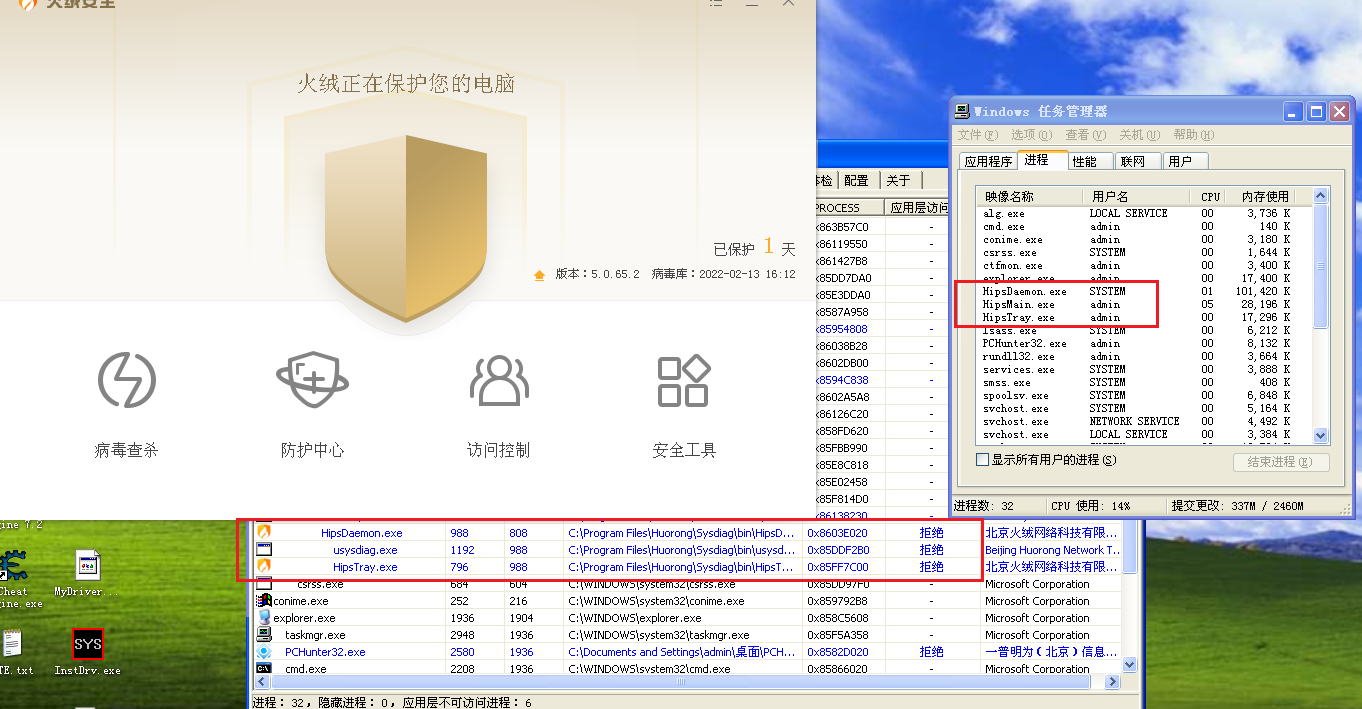 火绒安全
火绒正在保护您的电脑
已保护 1 天
版本：5.0.65.2 病毒库：2022-02-13 16:12
病毒查杀
防护中心
访问控制
安全工具
配置
关于
PROCESS
应用层访问
x863B57C0 -
x86119550 -
x861427B8 -
x85DD7DA0 -
x85E3DDA0 -
x8587A958 -
x85954808 -
x86038B28 -
x8602DB00 -
x8594C838 -
x8602A5A8 -
x86126C20 -
x858FD620 -
x85FBB990 -
x85E8C818 -
x85E02458 -
x85F814D0 -
x86138230 -
Windows 任务管理器
文件(F) 选项(O) 查看(V) 关机(U) 帮助(H)
应用程序 进程 性能 联网 用户
映像名称 用户名 CPU 内存使用
alg.exe LOCAL SERVICE 00 3,736 K
cmd.exe admin 00 140 K
conime.exe admin 00 3,180 K
csrss.exe SYSTEM 00 1,644 K
ctfmon.exe admin 00 3,400 K
explorer.exe admin 00 17,400 K
HipsDaemon.exe SYSTEM 01 101,420 K
HipsMain.exe admin 05 28,196 K
HipsTray.exe admin 00 17,296 K
lsass.exe SYSTEM 00 6,212 K
PCHunter32.exe admin 00 8,132 K
rundll32.exe admin 00 3,664 K
services.exe SYSTEM 00 3,888 K
smss.exe SYSTEM 00 408 K
spoolsv.exe SYSTEM 00 6,848 K
svchost.exe SYSTEM 00 5,164 K
svchost.exe NETWORK SERVICE 00 4,492 K
svchost.exe LOCAL SERVICE 00 3,384 K
显示所有用户的进程(S)
结束进程(E)
进程数: 32 CPU 使用: 14% 提交更改: 337M / 2460M
HipsDaemon.exe 988 808 C:\Program Files\Huorong\Sysdiag\bin\HipsD... 0x8603E020 拒绝 北京火绒网络科技有限...
usysdiag.exe 1192 988 C:\Program Files\Huorong\Sysdiag\bin\usysd... 0x85DDF2B0 拒绝 Beijing Huorong Network T...
HipsTray.exe 796 988 C:\Program Files\Huorong\Sysdiag\bin\HipsT... 0x85FF7C00 拒绝 北京火绒网络科技有限...
csrss.exe 684 604 C:\WINDOWS\system32\csrss.exe 0x85DD97F0 - Microsoft Corporation
conime.exe 252 216 C:\WINDOWS\system32\conime.exe 0x859792B8 - Microsoft Corporation
explorer.exe 1936 1904 C:\WINDOWS\explorer.exe 0x858C5608 - Microsoft Corporation
taskmgr.exe 2948 1936 C:\WINDOWS\system32\taskmgr.exe 0x85F5A358 - Microsoft Corporation
PCHunter32.exe 2580 1936 C:\Documents and Settings\admin\桌面\PCH... 0x8582D020 拒绝 一普明为（北京）信息...
cmd.exe 2208 1936 C:\WINDOWS\system32\cmd.exe 0x85866020 - Microsoft Corporation
进程: 32, 隐藏进程: 0, 应用层不可访问进程: 6
gine 7.2
Cheat
gine.exe
MyDriver...
TE.txt
SYS
InstDrv.exe